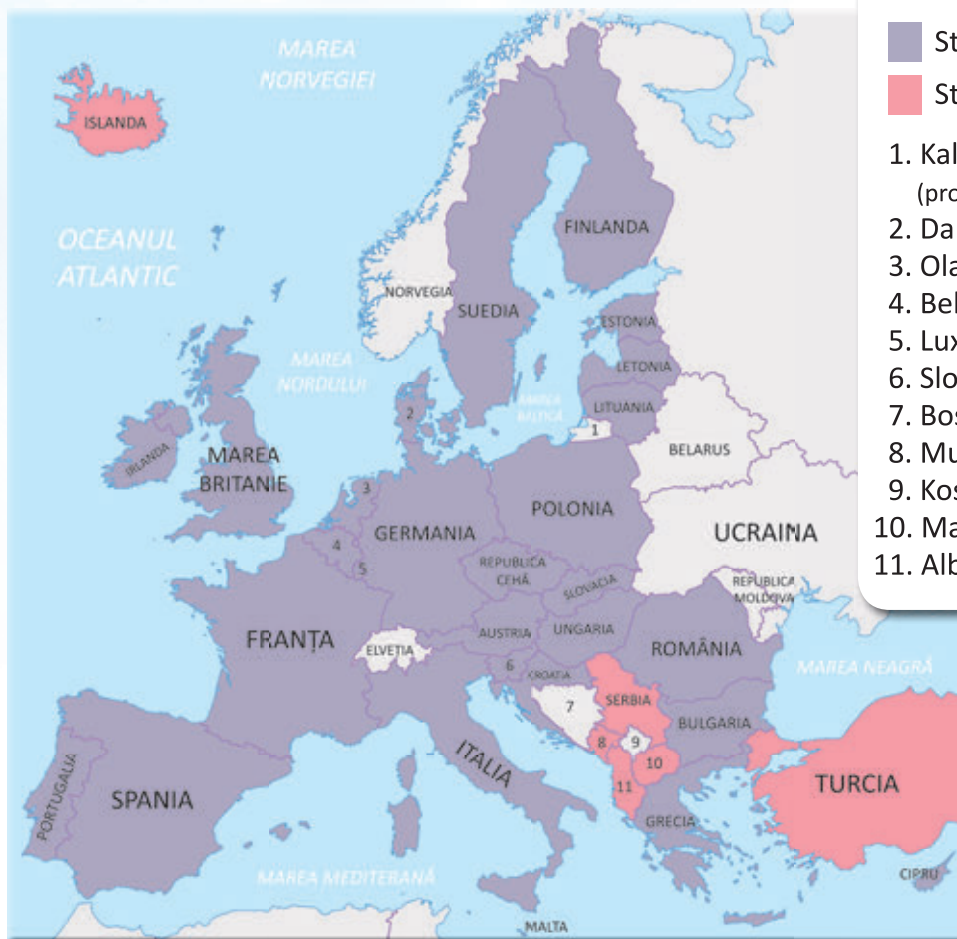 MAREA
NORVEGIEI
ISLANDA
OCEANUL
ATLANTIC
FINLANDA
NORVEGIA
SUEDIA
ESTONIA
MAREA
NORDULUI
LETONIA
MAREA
BALTICĂ
LITUANIA
2
1
IRLANDA
MAREA
BRITANIE
BELARUS
3
POLONIA
GERMANIA
4
UCRAINA
5
REPUBLICA
CEHĂ
SLOVACIA
REPUBLICA
MOLDOVA
FRANȚA
ELVEȚIA
AUSTRIA
UNGARIA
ROMÂNIA
6
CROATIA
MAREA NEAGRĂ
7
SERBIA
BULGARIA
8
9
10
11
ITALIA
PORTUGALIA
SPANIA
TURCIA
GRECIA
MAREA MEDITERANĂ
CIPRU
MALTA
St
St
1. Kal
(pro
2. Da
3. Ola
4. Bel
5. Lux
6. Slo
7. Bos
8. Mu
9. Kos
10. Ma
11. Alb